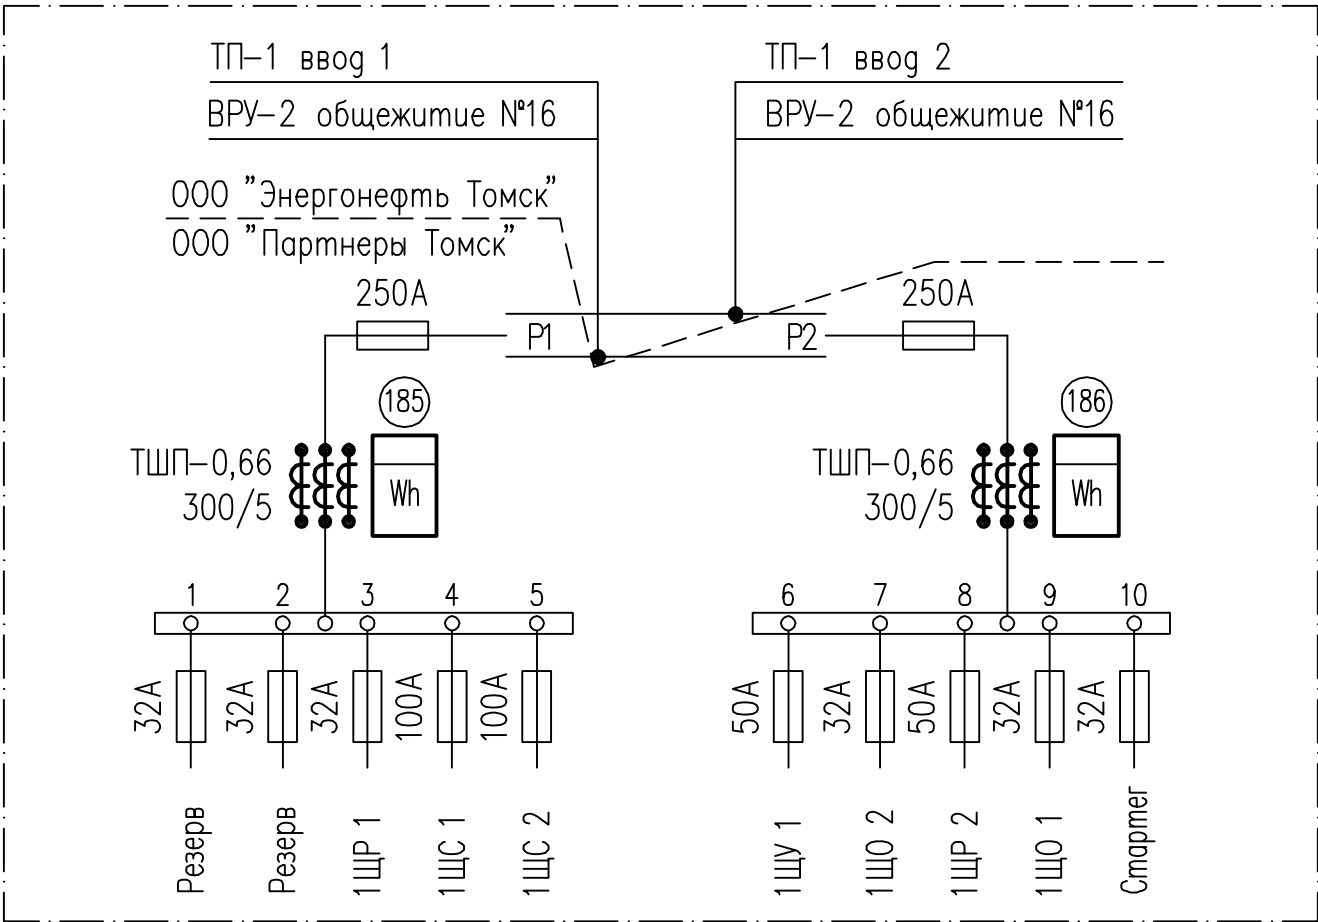 ТП-1 ввод 1
ВРУ-2 общежитие №16
ТП-1 ввод 2
ВРУ-2 общежитие №16
ООО "Энергонефть Томск"
ООО "Партнеры Томск"
250А
Р1
Р2
250А
185
ТШП-0,66
300/5
Wh
186
ТШП-0,66
300/5
Wh
1 2 3 4 5
6 7 8 9 10
32А 32А 32А 100А 100А
50А 32А 50А 32А 32А
Резерв
Резерв
1ЩР 1
1ЩС 1
1ЩС 2
1ЩУ 1
1ЩО 2
1ЩР 2
1ЩО 1
Стартег